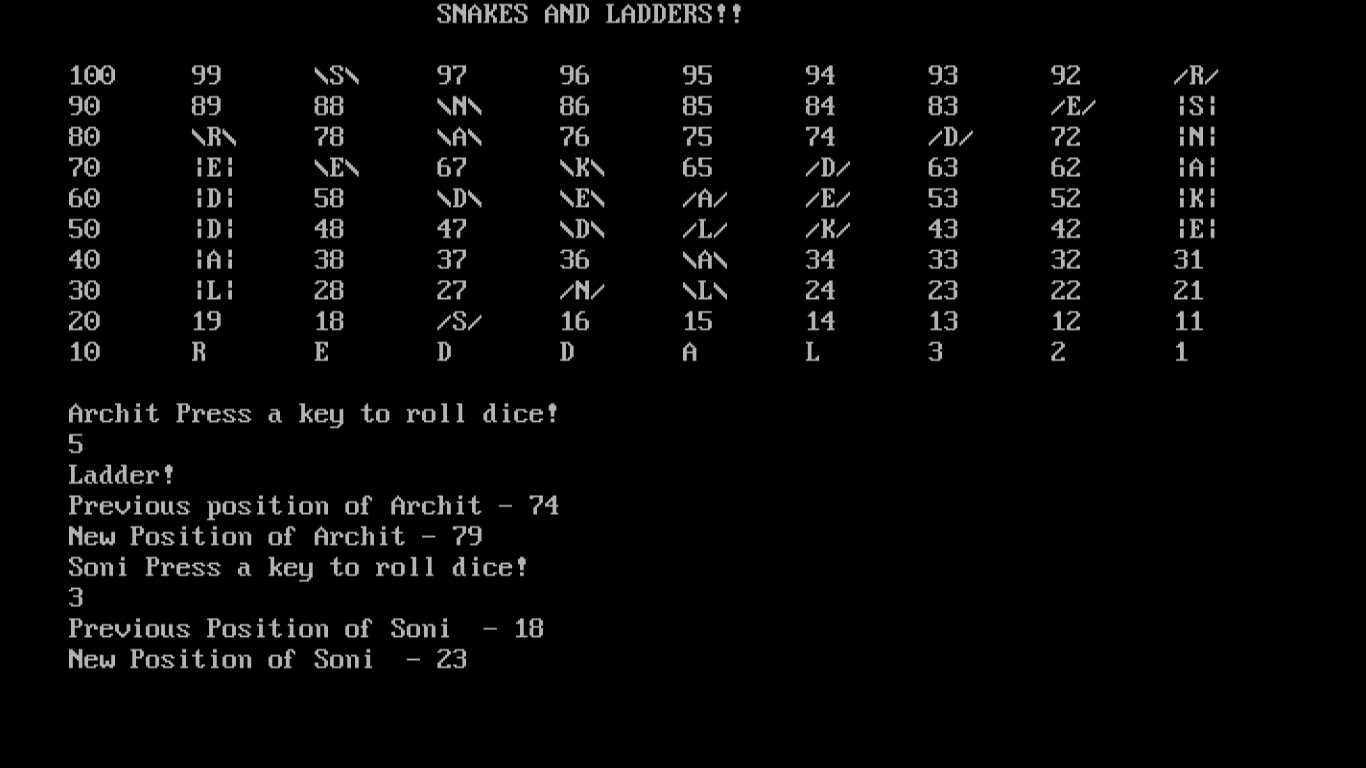 SNAKES AND LADDERS!!
100 99 \S\ 97 96 95 94 93 92 /R/
90 89 88 \N\ 86 85 84 83 /E/ |S|
80 \R\ 78 \A\ 76 75 74 /D/ 72 |N|
70 |E| \E\ 67 \K\ 65 /D/ 63 62 |A|
60 |D| 58 \D\ \E\ /A/ /E/ 53 52 |K|
50 |D| 48 47 \D\ /L/ /K/ 43 42 |E|
40 |A| 38 37 36 \A\ 34 33 32 31
30 |L| 28 27 /N/ \L\ 24 23 22 21
20 19 18 /S/ 16 15 14 13 12 11
10 R E D D A L 3 2 1
Archit Press a key to roll dice!
5
Ladder!
Previous position of Archit - 74
New Position of Archit - 79
Soni Press a key to roll dice!
3
Previous Position of Soni  - 18
New Position of Soni  - 23